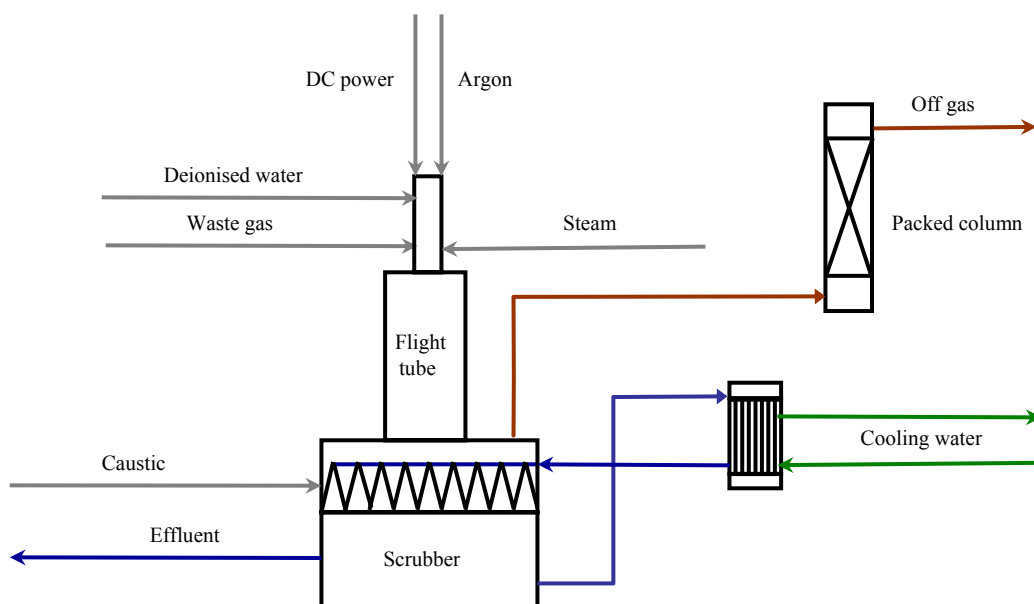 DC power
Argon
Off gas
Deionised water
Waste gas
Steam
Packed column
Flight
tube
Cooling water
Caustic
Effluent
Scrubber